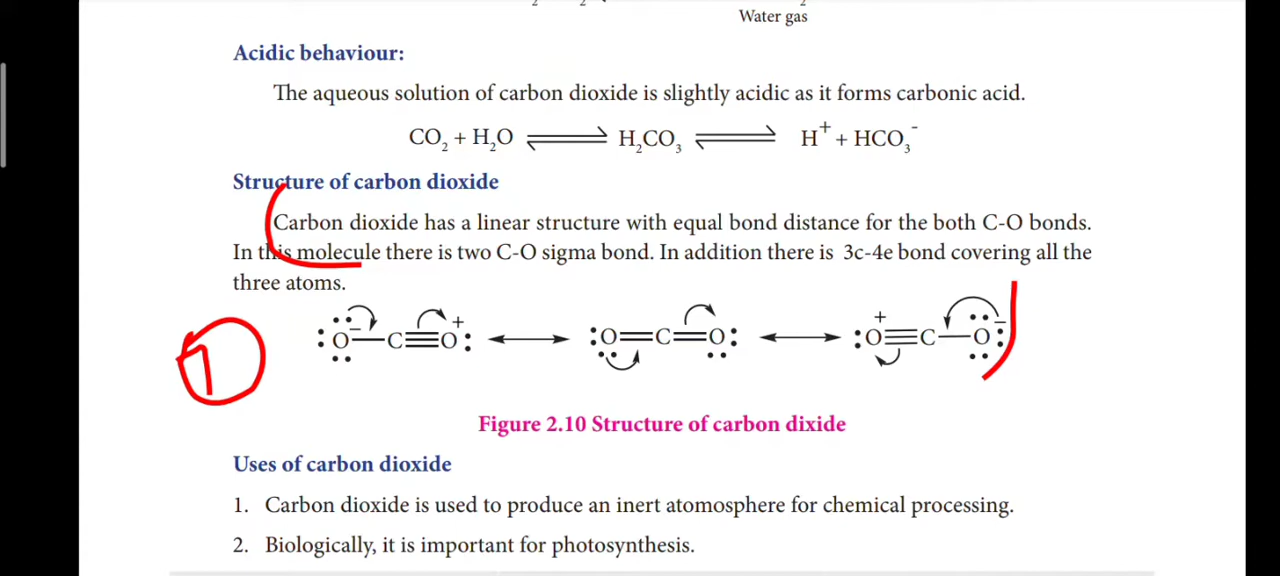 Water gas
Acidic behaviour:
The aqueous solution of carbon dioxide is slightly acidic as it forms carbonic acid.
CO₂ + H₂O ⇌ H₂CO₃ ⇌ H⁺ + HCO₃⁻
Structure of carbon dioxide
Carbon dioxide has a linear structure with equal bond distance for the both C-O bonds.
In this molecule there is two C-O sigma bond. In addition there is 3c-4e bond covering all the
three atoms.
:O⁻—C≡O⁺: ⟷ :O=C=O: ⟷ :O⁺≡C—O⁻:
Figure 2.10 Structure of carbon dixide
Uses of carbon dioxide
1. Carbon dioxide is used to produce an inert atomosphere for chemical processing.
2. Biologically, it is important for photosynthesis.